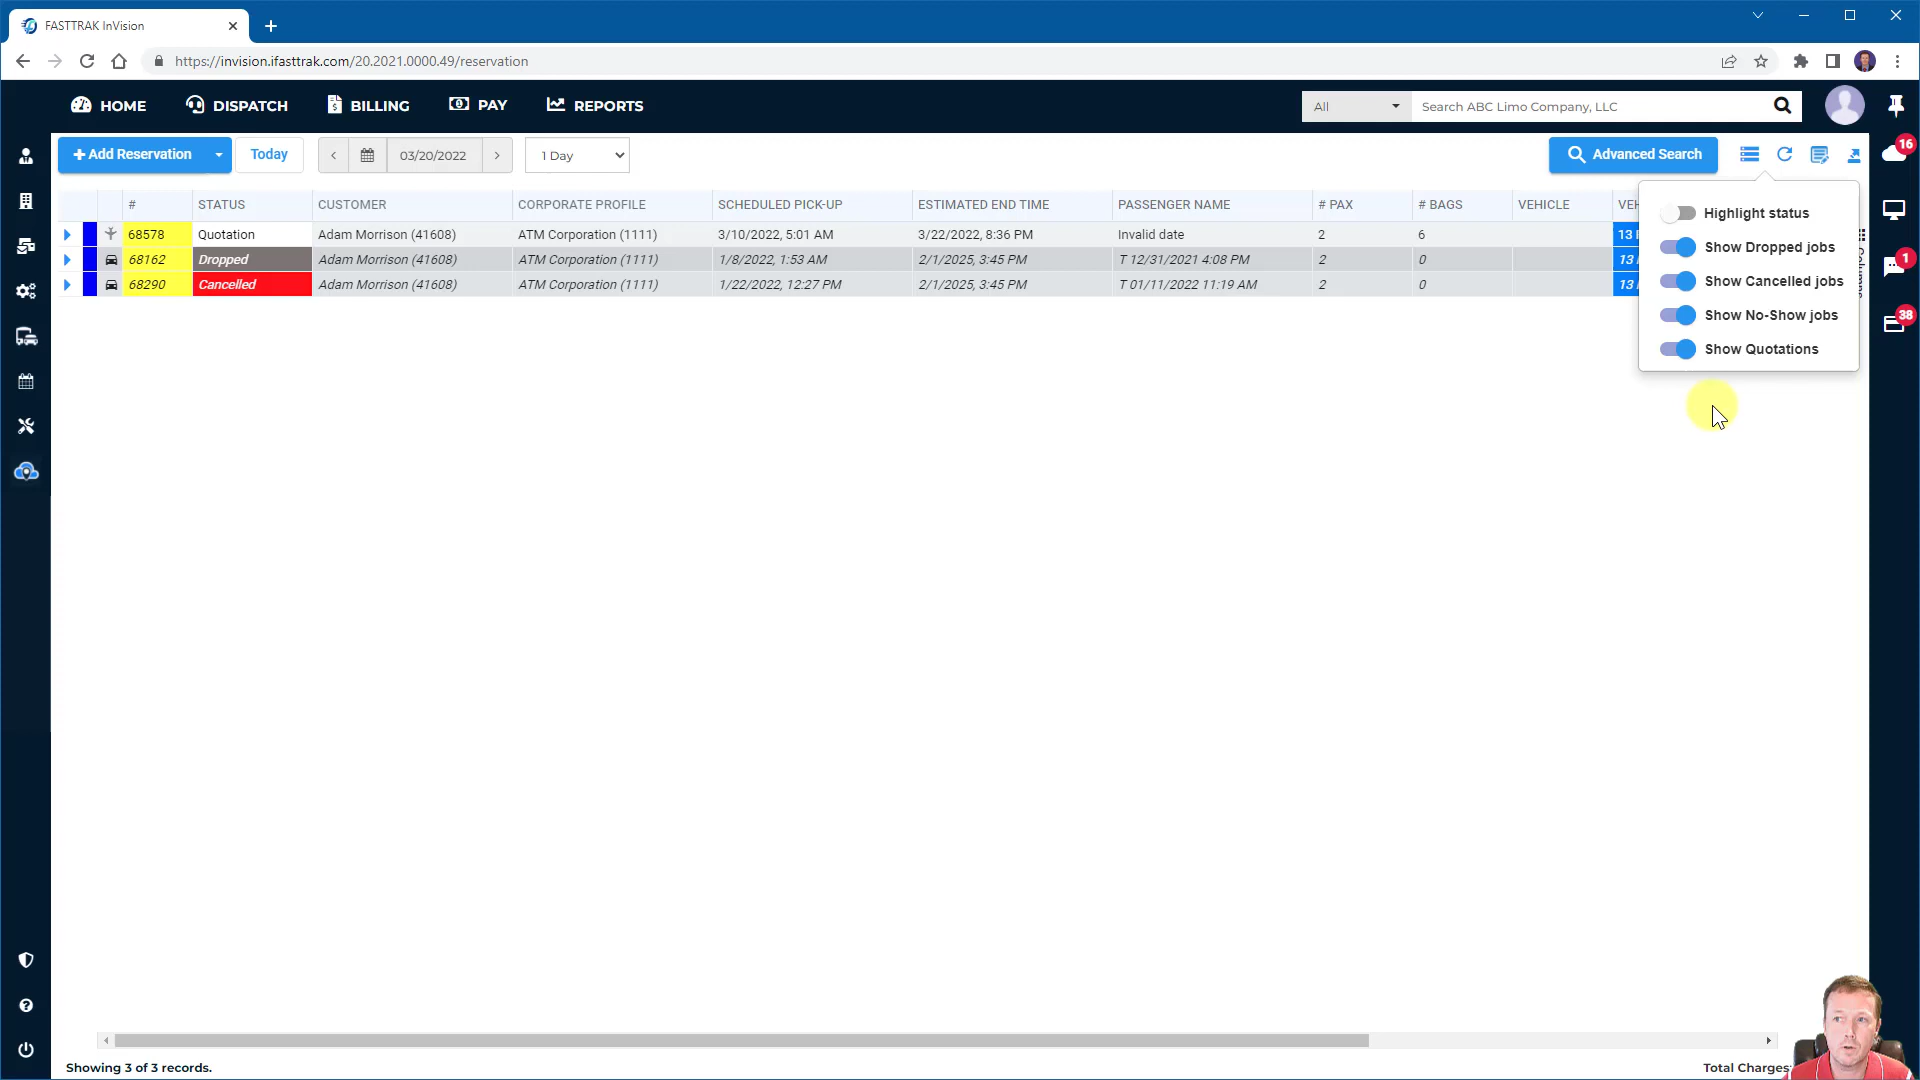 FASTTRAK InVision
https://invision.ifasttrak.com/20.2021.0000.49/reservation
HOME DISPATCH BILLING PAY REPORTS All Search ABC Limo Company, LLC
+ Add Reservation Today 03/20/2022 1 Day Advanced Search 16
# STATUS CUSTOMER CORPORATE PROFILE SCHEDULED PICK-UP ESTIMATED END TIME PASSENGER NAME # PAX # BAGS VEHICLE VEH
68578 Quotation Adam Morrison (41608) ATM Corporation (1111) 3/10/2022, 5:01 AM 3/22/2022, 8:36 PM Invalid date 2 6 13
68162 Dropped Adam Morrison (41608) ATM Corporation (1111) 1/8/2022, 1:53 AM 2/1/2025, 3:45 PM T 12/31/2021 4:08 PM 2 0 13
68290 Cancelled Adam Morrison (41608) ATM Corporation (1111) 1/22/2022, 12:27 PM 2/1/2025, 3:45 PM T 01/11/2022 11:19 AM 2 0 13
Highlight status
Show Dropped jobs
Show Cancelled jobs
Show No-Show jobs
Show Quotations
1
38
Showing 3 of 3 records. Total Charges